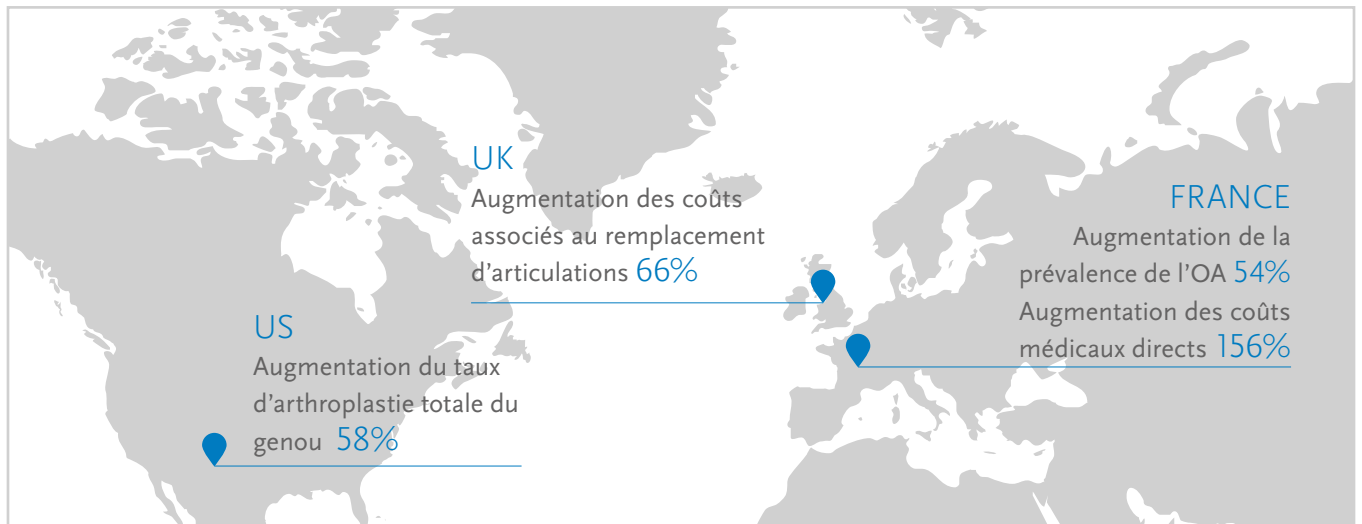 UK
Augmentation des coûts
associés au remplacement
d'articulations 66%
FRANCE
Augmentation de la
prévalence de l'OA 54%
Augmentation des coûts
médicaux directs 156%
US
Augmentation du taux
d'arthroplastie totale du
genou 58%